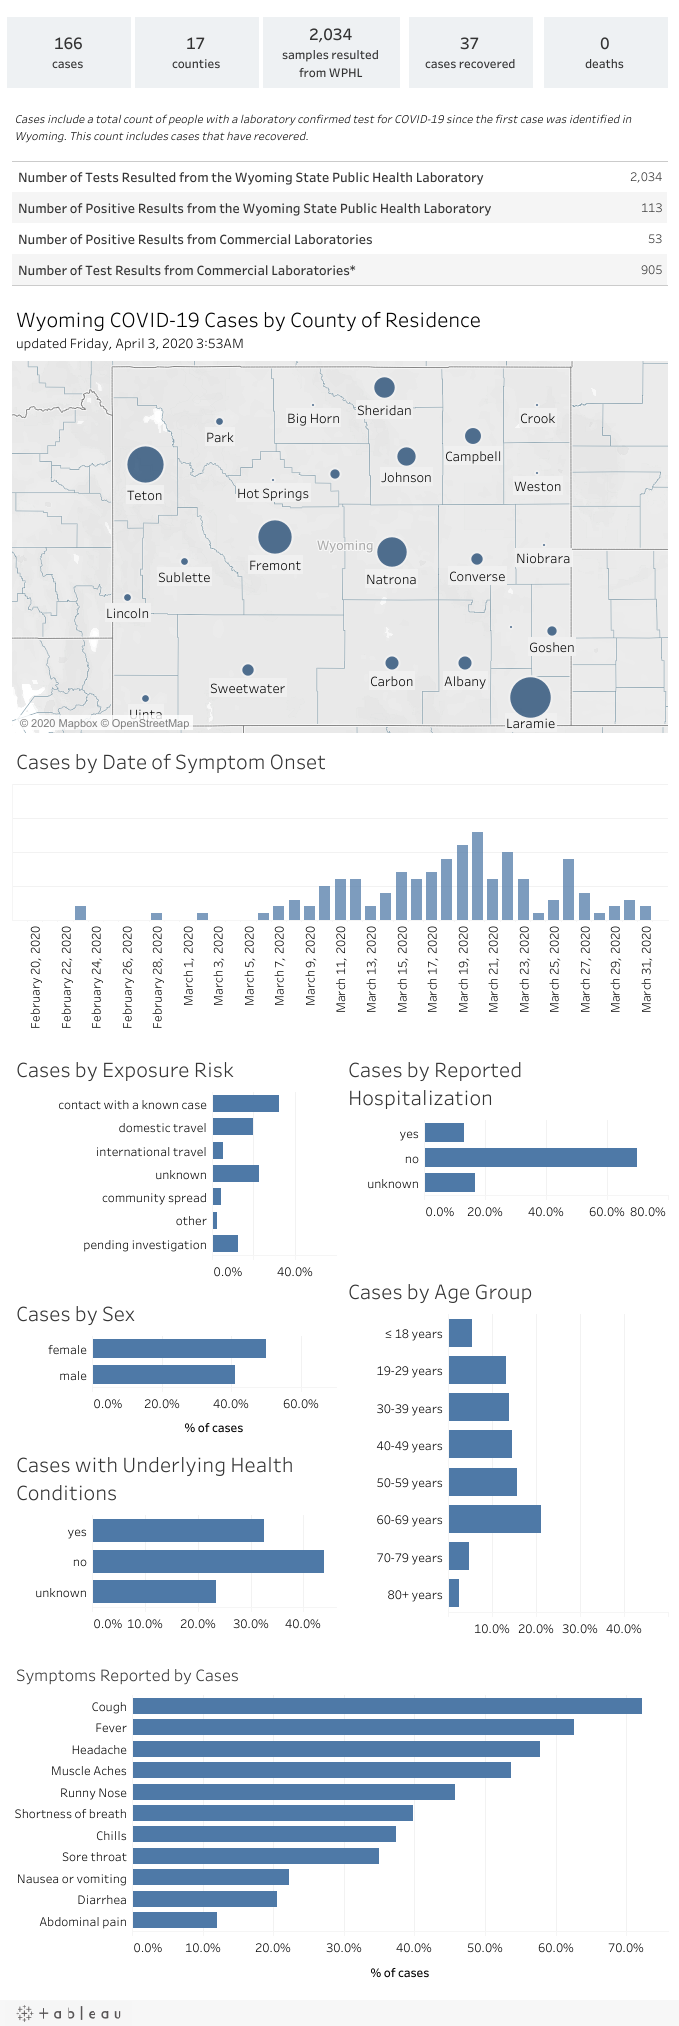 166
cases
17
counties
2,034
samples resulted
from WPHL
37
cases recovered
0
deaths
Cases include a total count of people with a laboratory confirmed test for COVID-19 since the first case was identified in
Wyoming. This count includes cases that have recovered.
Number of Tests Resulted from the Wyoming State Public Health Laboratory 2,034
Number of Positive Results from the Wyoming State Public Health Laboratory 113
Number of Positive Results from Commercial Laboratories 53
Number of Test Results from Commercial Laboratories* 905
Wyoming COVID-19 Cases by County of Residence
updated Friday, April 3, 2020 3:53AM
Sheridan
Big Horn
Crook
Park
Campbell
Johnson
Weston
Teton
Hot Springs
Wyoming
Niobrara
Fremont
Sublette
Natrona
Converse
Lincoln
Goshen
Sweetwater
Carbon
Albany
Uinta
Laramie
© 2020 Mapbox © OpenStreetMap
Cases by Date of Symptom Onset
February 20, 2020
February 22, 2020
February 24, 2020
February 26, 2020
February 28, 2020
March 1, 2020
March 3, 2020
March 5, 2020
March 7, 2020
March 9, 2020
March 11, 2020
March 13, 2020
March 15, 2020
March 17, 2020
March 19, 2020
March 21, 2020
March 23, 2020
March 25, 2020
March 27, 2020
March 29, 2020
March 31, 2020
Cases by Exposure Risk
contact with a known case
domestic travel
international travel
unknown
community spread
other
pending investigation
0.0% 40.0%
Cases by Reported
Hospitalization
yes
no
unknown
0.0% 20.0% 40.0% 60.0% 80.0%
Cases by Sex
female
male
0.0% 20.0% 40.0% 60.0%
% of cases
Cases by Age Group
≤ 18 years
19-29 years
30-39 years
40-49 years
50-59 years
60-69 years
70-79 years
80+ years
10.0% 20.0% 30.0% 40.0%
Cases with Underlying Health
Conditions
yes
no
unknown
0.0% 10.0% 20.0% 30.0% 40.0%
Symptoms Reported by Cases
Cough
Fever
Headache
Muscle Aches
Runny Nose
Shortness of breath
Chills
Sore throat
Nausea or vomiting
Diarrhea
Abdominal pain
0.0% 10.0% 20.0% 30.0% 40.0% 50.0% 60.0% 70.0%
% of cases
tableau